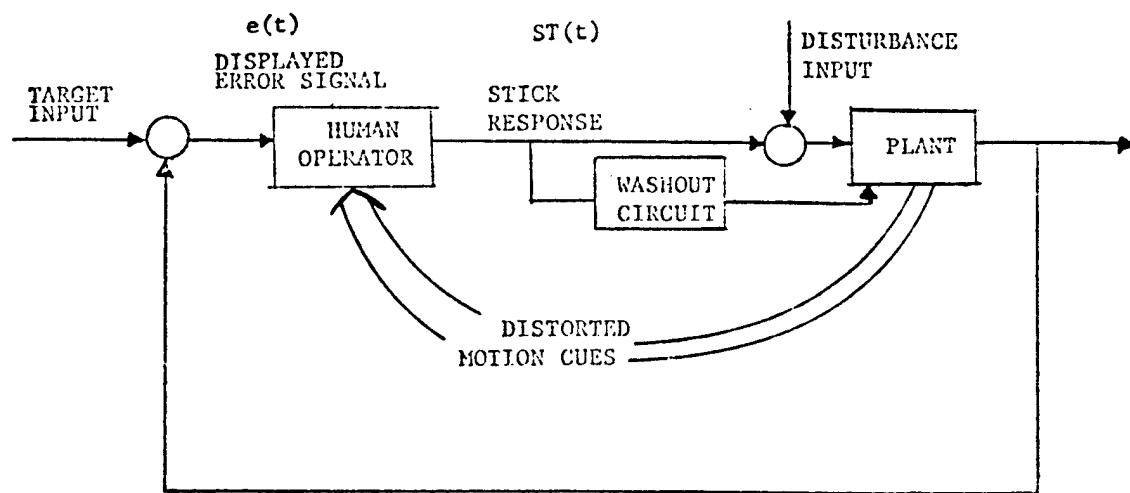 e(t)
ST(t)
DISPLAYED
ERROR SIGNAL
DISTURBANCE
INPUT
TARGET
INPUT
STICK
RESPONSE
HUMAN
OPERATOR
PLANT
WASHOUT
CIRCUIT
DISTORTED
MOTION CUES